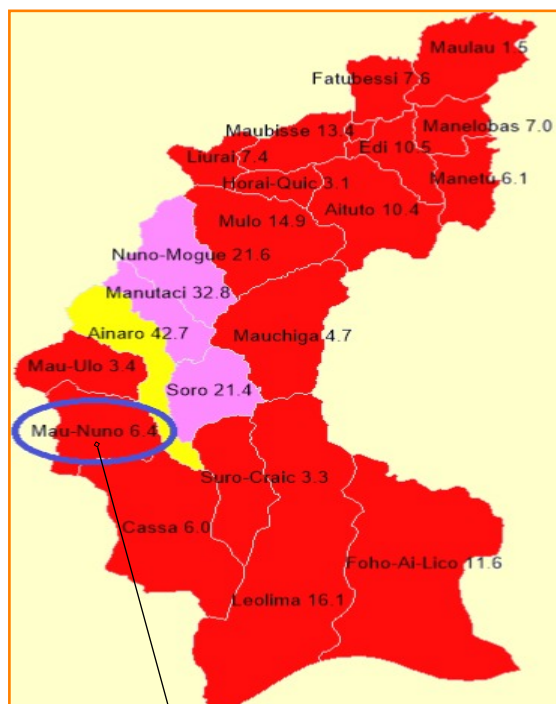 Maulau 1.5
Fatubessi 7.6
Maubisse 13.4
Manelobas 7.0
Edi 10.5
Liurai 7.4
Horai-Quic 3.1
Manetu 6.1
Aituto 10.4
Mulo 14.9
Nuno-Mogue 21.6
Manutaci 32.8
Ainaro 42.7
Mauchiga 4.7
Mau-Ulo 3.4
Soro 21.4
Mau-Nuno 6.4
Suro-Craic 3.3
Cassa 6.0
Foho-Ai-Lico 11.6
Leolima 16.1